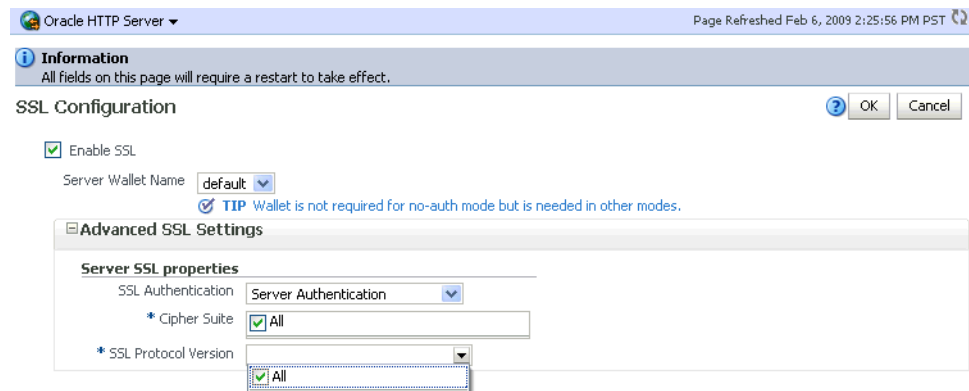 Oracle HTTP Server
Page Refreshed Feb 6, 2009 2:25:56 PM PST
Information
All fields on this page will require a restart to take effect.
SSL Configuration
OK Cancel
Enable SSL
Server Wallet Name default
TIP Wallet is not required for no-auth mode but is needed in other modes.
Advanced SSL Settings
Server SSL properties
SSL Authentication Server Authentication
* Cipher Suite All
* SSL Protocol Version
All